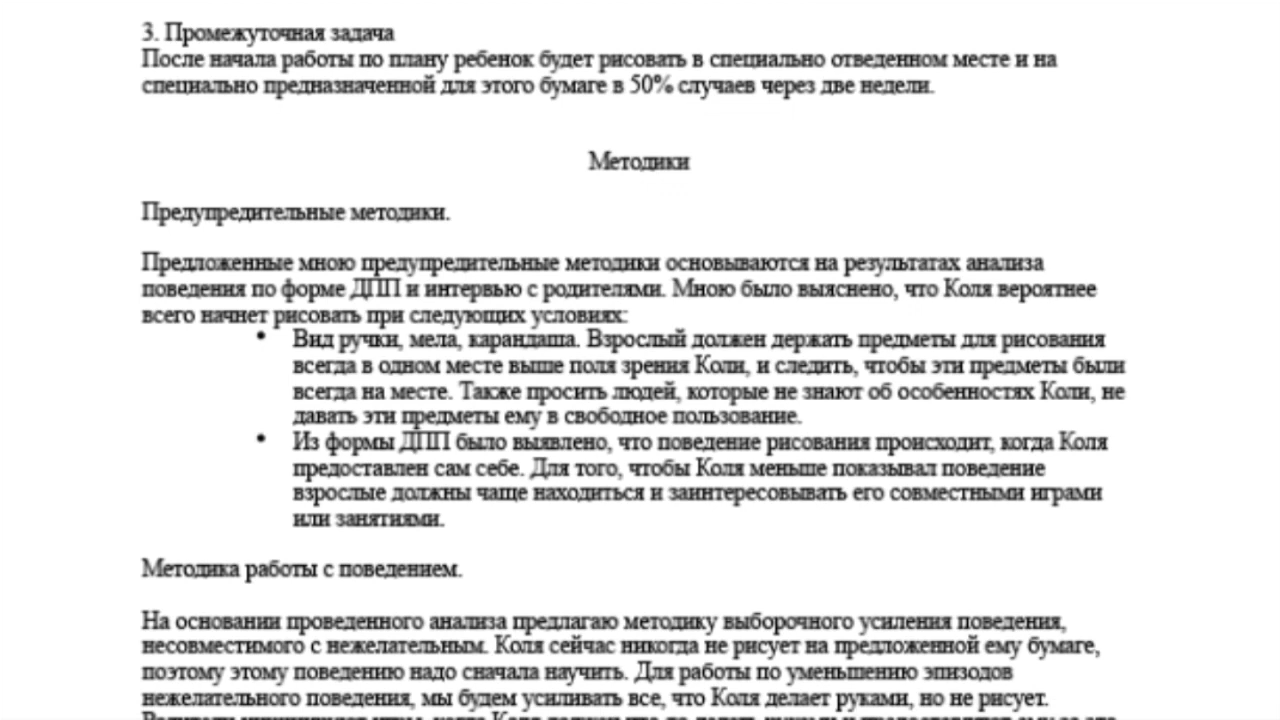 3. Промежуточная задача
После начала работы по плану ребенок будет рисовать в специально отведенном месте и на
специально предназначенной для этого бумаге в 50% случаев через две недели.
Методики
Предупредительные методики.
Предложенные мною предупредительные методики основываются на результатах анализа
поведения по форме ДПП и интервью с родителями. Мною было выяснено, что Коля вероятнее
всего начнет рисовать при следующих условиях:
• Вид ручки, мела, карандаша. Взрослый должен держать предметы для рисования
всегда в одном месте выше поля зрения Коли, и следить, чтобы эти предметы были
всегда на месте. Также просить людей, которые не знают об особенностях Коли, не
давать эти предметы ему в свободное пользование.
• Из формы ДПП было выявлено, что поведение рисования происходит, когда Коля
предоставлен сам себе. Для того, чтобы Коля меньше показывал поведение
взрослые должны чаще находиться и заинтересовывать его совместными играми
или занятиями.
Методика работы с поведением.
На основании проведенного анализа предлагаю методику выборочного усиления поведения,
несовместимого с нежелательным. Коля сейчас никогда не рисует на предложенной ему бумаге,
поэтому этому поведению надо сначала научить. Для работы по уменьшению эпизодов
нежелательного поведения, мы будем усиливать все, что Коля делает руками, но не рисует.